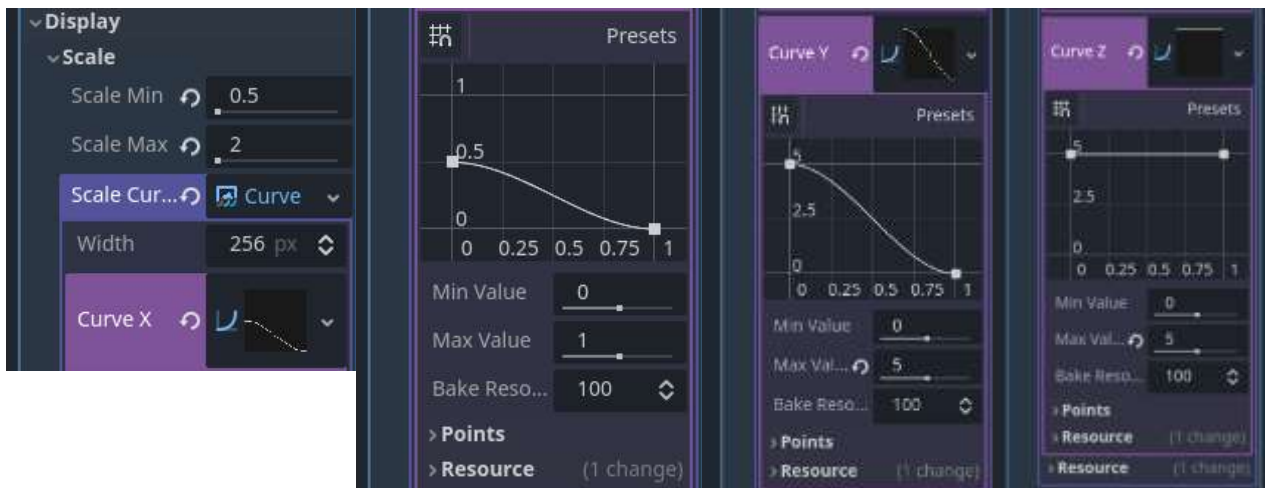 Display
Scale
Scale Min 0.5
Scale Max 2
Scale Cur... Curve
Width 256 px
Curve X
Presets
1
0.5
0
0 0.25 0.5 0.75 1
Min Value 0
Max Value 1
Bake Reso... 100
Points
Resource (1 change)
Curve Y
Presets
5
2.5
0
0 0.25 0.5 0.75 1
Min Value 0
Max Val... 5
Bake Reso... 100
Points
Resource (1 change)
Curve Z
Presets
5
2.5
0
0 0.25 0.5 0.75 1
Min Value 0
Max Val... 5
Bake Reso... 100
Points
Resource (1 change)
Resource (1 change)